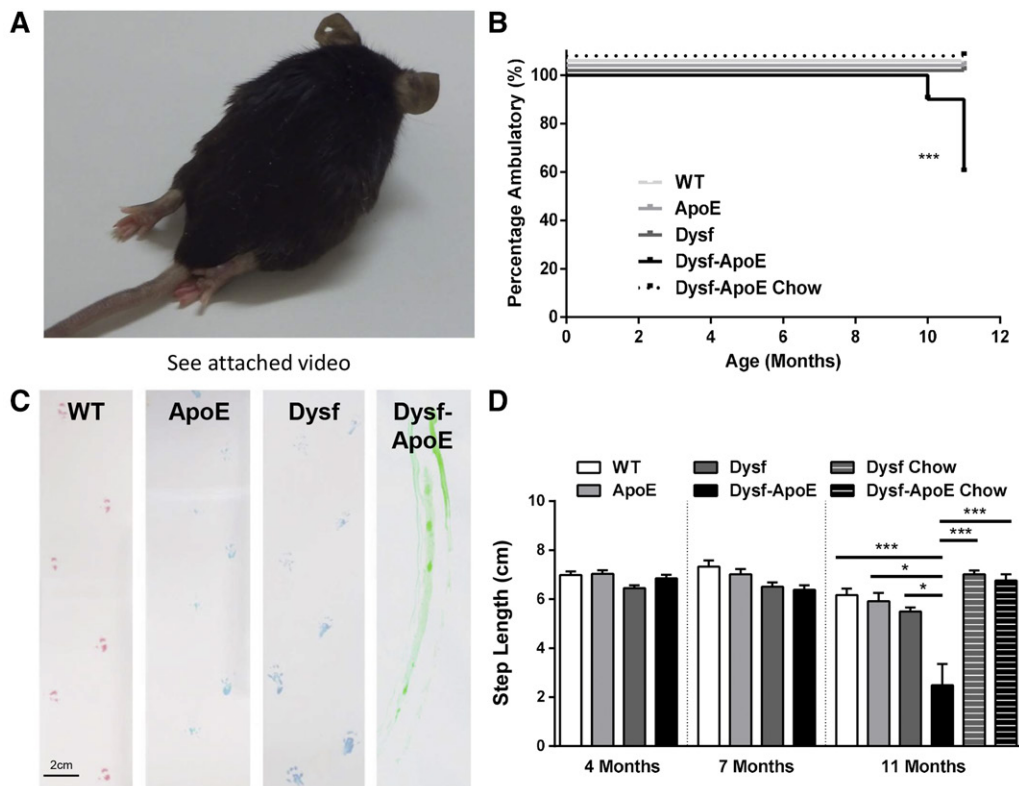 A
See attached video
B
Percentage Ambulatory (%)
100
80
60
40
20
0
0 2 4 6 8 10 12
Age (Months)
***
WT
ApoE
Dysf
Dysf-ApoE
Dysf-ApoE Chow
C
WT ApoE Dysf Dysf-
ApoE
2cm
D
WT Dysf Dysf Chow
ApoE Dysf-ApoE Dysf-ApoE Chow
Step Length (cm)
10
8
6
4
2
0
***
***
***
*
*
4 Months 7 Months 11 Months